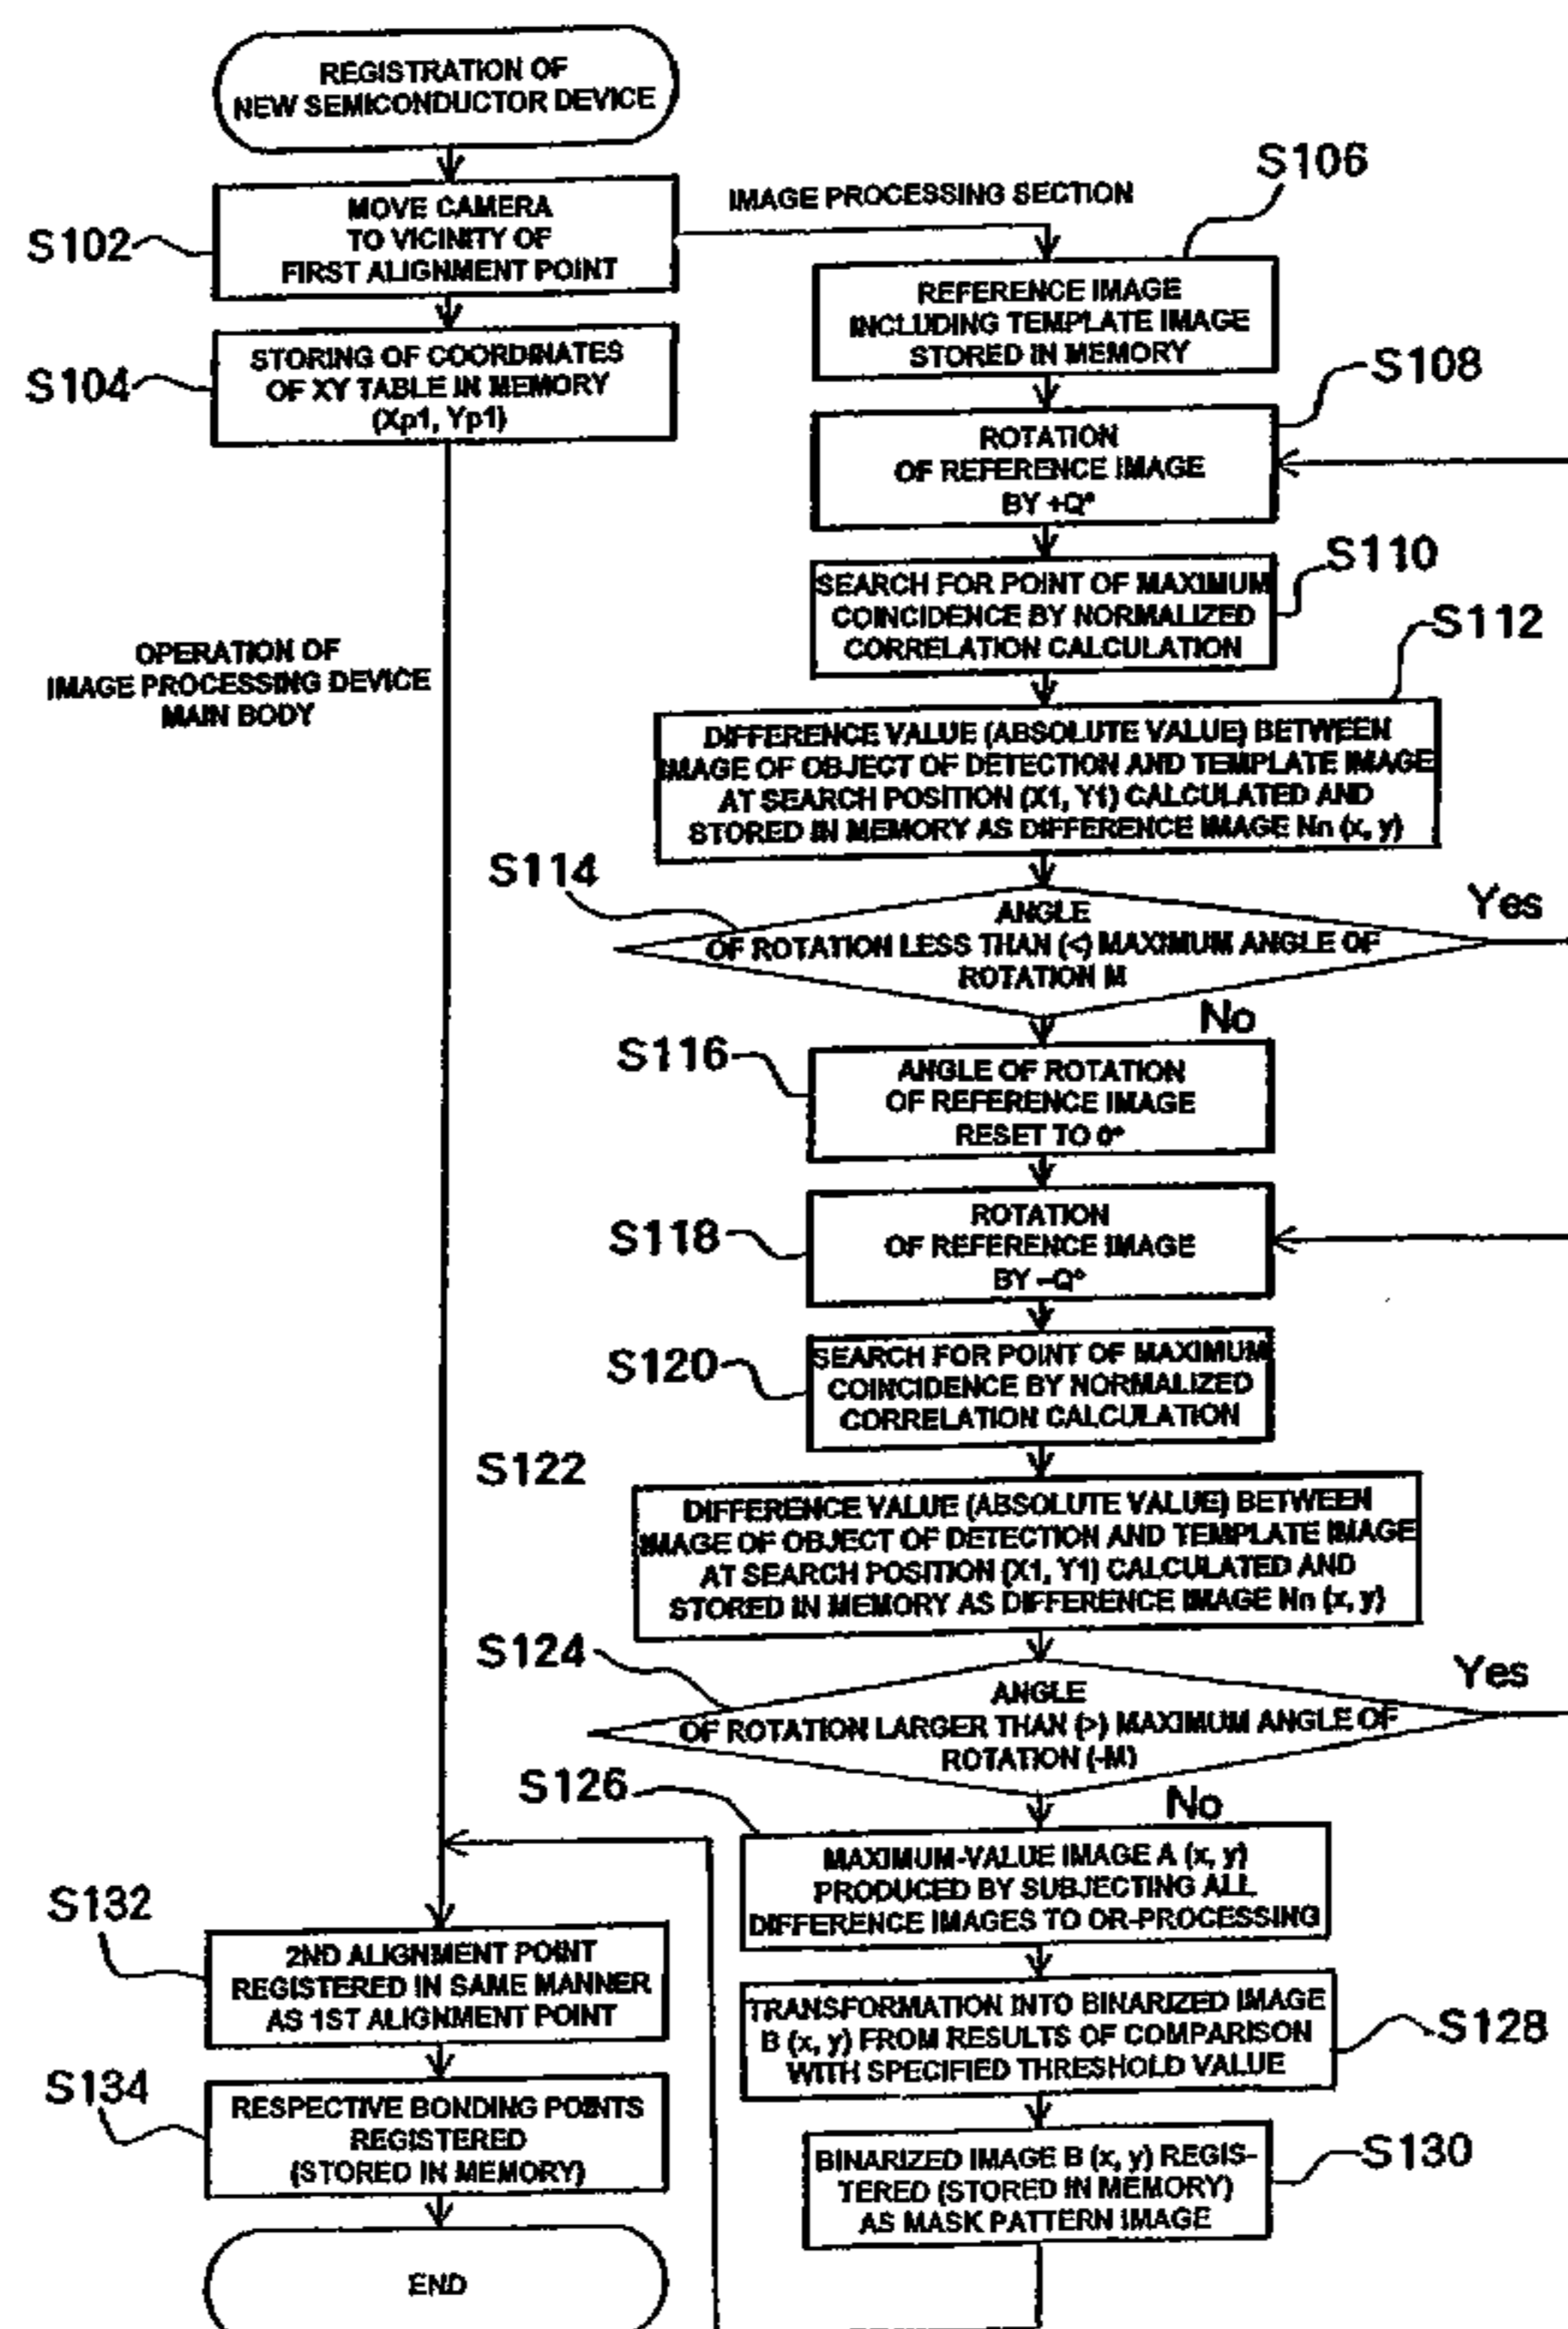 REGISTRATION OF
NEW SEMICONDUCTOR DEVICE
S102
MOVE CAMERA
TO VICINITY OF
FIRST ALIGNMENT POINT
S104
STORING OF COORDINATES
OF XY TABLE IN MEMORY
(Xp1, Yp1)
OPERATION OF
IMAGE PROCESSING DEVICE
MAIN BODY
IMAGE PROCESSING SECTION
S106
REFERENCE IMAGE
INCLUDING TEMPLATE IMAGE
STORED IN MEMORY
S108
ROTATION
OF REFERENCE IMAGE
BY +Q°
S110
SEARCH FOR POINT OF MAXIMUM
COINCIDENCE BY NORMALIZED
CORRELATION CALCULATION
S112
DIFFERENCE VALUE (ABSOLUTE VALUE) BETWEEN
IMAGE OF OBJECT OF DETECTION AND TEMPLATE IMAGE
AT SEARCH POSITION (X1, Y1) CALCULATED AND
STORED IN MEMORY AS DIFFERENCE IMAGE Nn (x, y)
S114
ANGLE
OF ROTATION LESS THAN (<) MAXIMUM ANGLE OF
ROTATION M
Yes
No
S116
ANGLE OF ROTATION
OF REFERENCE IMAGE
RESET TO 0°
S118
ROTATION
OF REFERENCE IMAGE
BY –Q°
S120
SEARCH FOR POINT OF MAXIMUM
COINCIDENCE BY NORMALIZED
CORRELATION CALCULATION
S122
DIFFERENCE VALUE (ABSOLUTE VALUE) BETWEEN
IMAGE OF OBJECT OF DETECTION AND TEMPLATE IMAGE
AT SEARCH POSITION (X1, Y1) CALCULATED AND
STORED IN MEMORY AS DIFFERENCE IMAGE Nn (x, y)
S124
ANGLE
OF ROTATION LARGER THAN (>) MAXIMUM ANGLE OF
ROTATION (-M)
Yes
No
S126
MAXIMUM-VALUE IMAGE A (x, y)
PRODUCED BY SUBJECTING ALL
DIFFERENCE IMAGES TO OR-PROCESSING
S128
TRANSFORMATION INTO BINARIZED IMAGE
B (x, y) FROM RESULTS OF COMPARISON
WITH SPECIFIED THRESHOLD VALUE
S130
BINARIZED IMAGE B (x, y) REGIS-
TERED (STORED IN MEMORY)
AS MASK PATTERN IMAGE
S132
2ND ALIGNMENT POINT
REGISTERED IN SAME MANNER
AS 1ST ALIGNMENT POINT
S134
RESPECTIVE BONDING POINTS
REGISTERED
(STORED IN MEMORY)
END